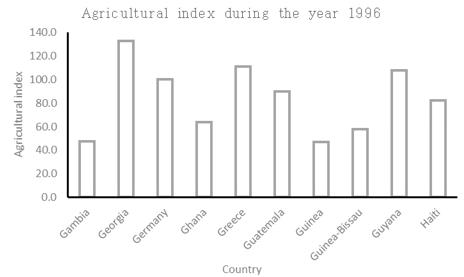 Agricultural index during the year 1996
Agricultural index
140.0
120.0
100.0
80.0
60.0
40.0
20.0
0.0
Gambia
Georgia
Germany
Ghana
Greece
Guatemala
Guinea
Guinea-Bissau
Guyana
Haiti
Country